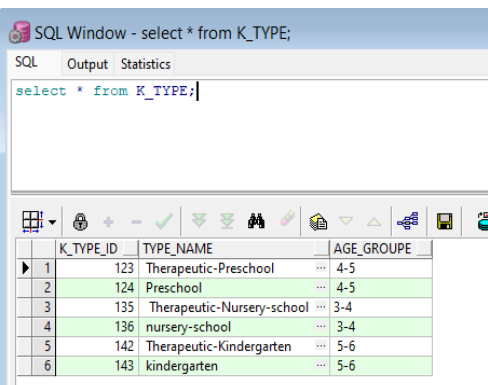 SQL Window - select * from K_TYPE;
SQL Output Statistics
select * from K_TYPE;
K_TYPE_ID TYPE_NAME AGE_GROUPE
1 123 Therapeutic-Preschool ... 4-5
2 124 Preschool ... 4-5
3 135 Therapeutic-Nursery-school ... 3-4
4 136 nursery-school ... 3-4
5 142 Therapeutic-Kindergarten ... 5-6
6 143 kindergarten ... 5-6